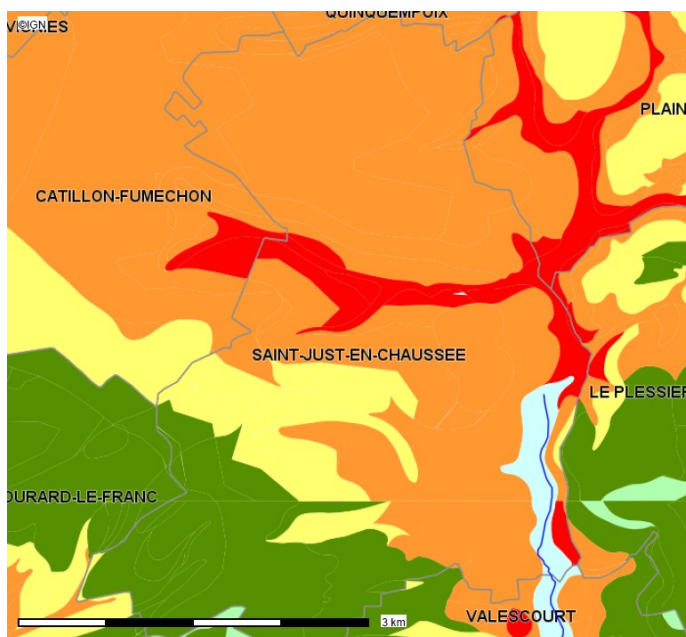 QUINQUEMPOIX
©IGN
PLAIN
CATILLON-FUMECHON
SAINT-JUST-EN-CHAUSSEE
LE PLESSIER
OURARD-LE-FRANC
VALESCOURT
3 km